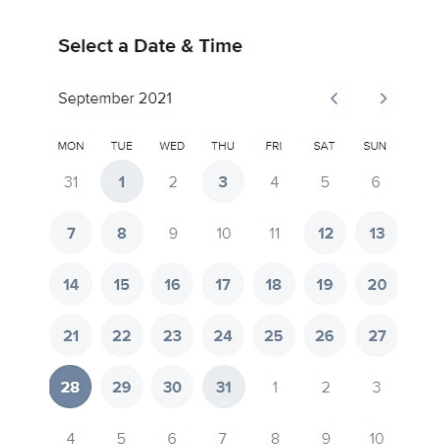 Select a Date & Time
September 2021
MON TUE WED THU FRI SAT SUN
31 1 2 3 4 5 6
7 8 9 10 11 12 13
14 15 16 17 18 19 20
21 22 23 24 25 26 27
28 29 30 31 1 2 3
4 5 6 7 8 9 10